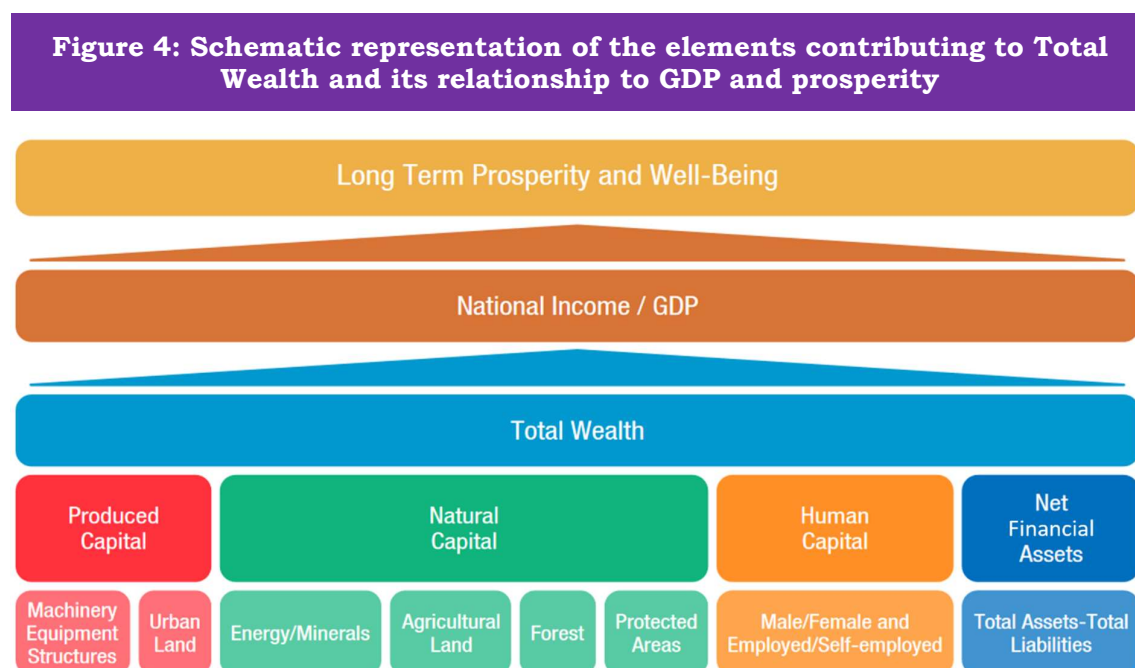 Figure 4: Schematic representation of the elements contributing to Total
Wealth and its relationship to GDP and prosperity
Long Term Prosperity and Well-Being
National Income / GDP
Total Wealth
Produced
Capital
Natural
Capital
Human
Capital
Net
Financial
Assets
Machinery
Equipment
Structures
Urban
Land
Energy/Minerals
Agricultural
Land
Forest
Protected
Areas
Male/Female and
Employed/Self-employed
Total Assets-Total
Liabilities